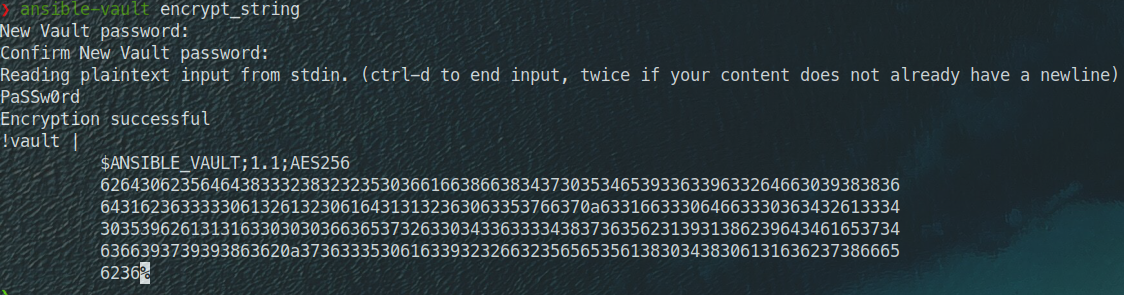 ❯ ansible-vault encrypt_string
New Vault password:
Confirm New Vault password:
Reading plaintext input from stdin. (ctrl-d to end input, twice if your content does not already have a newline)
PaSSw0rd
Encryption successful
!vault |
$ANSIBLE_VAULT;1.1;AES256
62643062356464383332383232353036616638663834373035346539336339633264663039383836
6431623633333061326132306164313132363063353766370a633166333064663330363432613334
30353962613131633030303663653732633034336333343837363562313931386239643461653734
6366393739393863620a373633353061633932326632356565356138303438306131636237386665
6236%